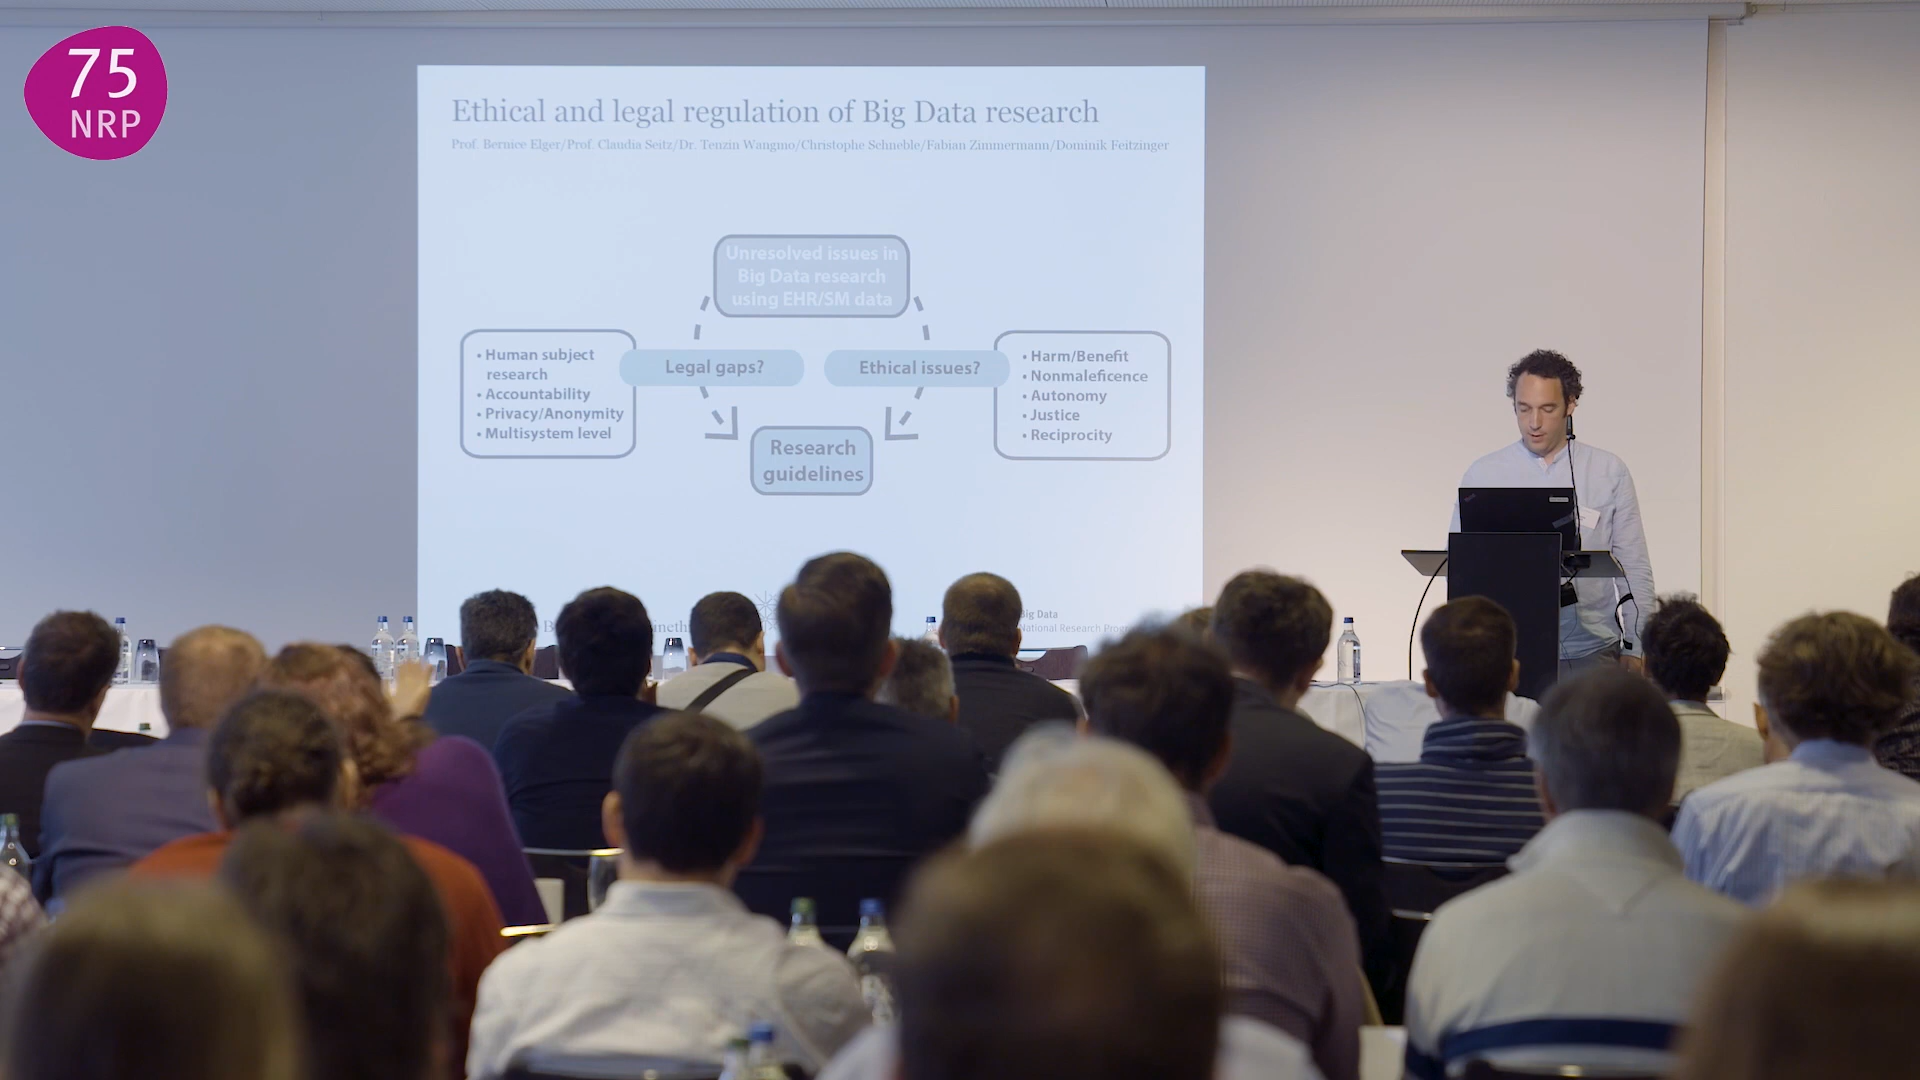 75
NRP
Ethical and legal regulation of Big Data research
Prof. Bernice Elger/Prof. Claudia Seitz/Dr. Tenzin Wangmo/Christophe Schneble/Fabian Zimmermann/Dominik Feitzinger
Unresolved issues in
Big Data research
using EHR/SM data
• Human subject
research
• Accountability
• Privacy/Anonymity
• Multisystem level
Legal gaps?
Ethical issues?
• Harm/Benefit
• Nonmaleficence
• Autonomy
• Justice
• Reciprocity
Research
guidelines
Big Data
National Research